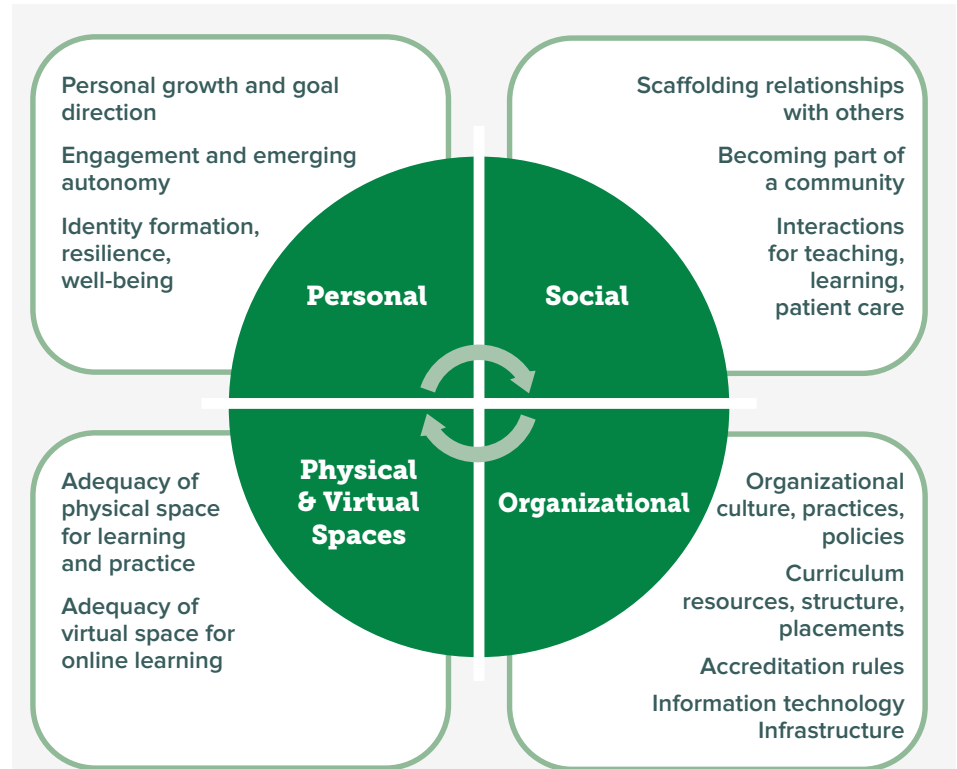 Personal growth and goal
direction
Engagement and emerging
autonomy
Identity formation,
resilience,
well-being
Personal
Scaffolding relationships
with others
Becoming part of
a community
Interactions
for teaching,
learning,
patient care
Social
Adequacy of
physical space
for learning
and practice
Adequacy of
virtual space for
online learning
Physical
& Virtual
Spaces
Organizational
Organizational
culture, practices,
policies
Curriculum
resources, structure,
placements
Accreditation rules
Information technology
Infrastructure